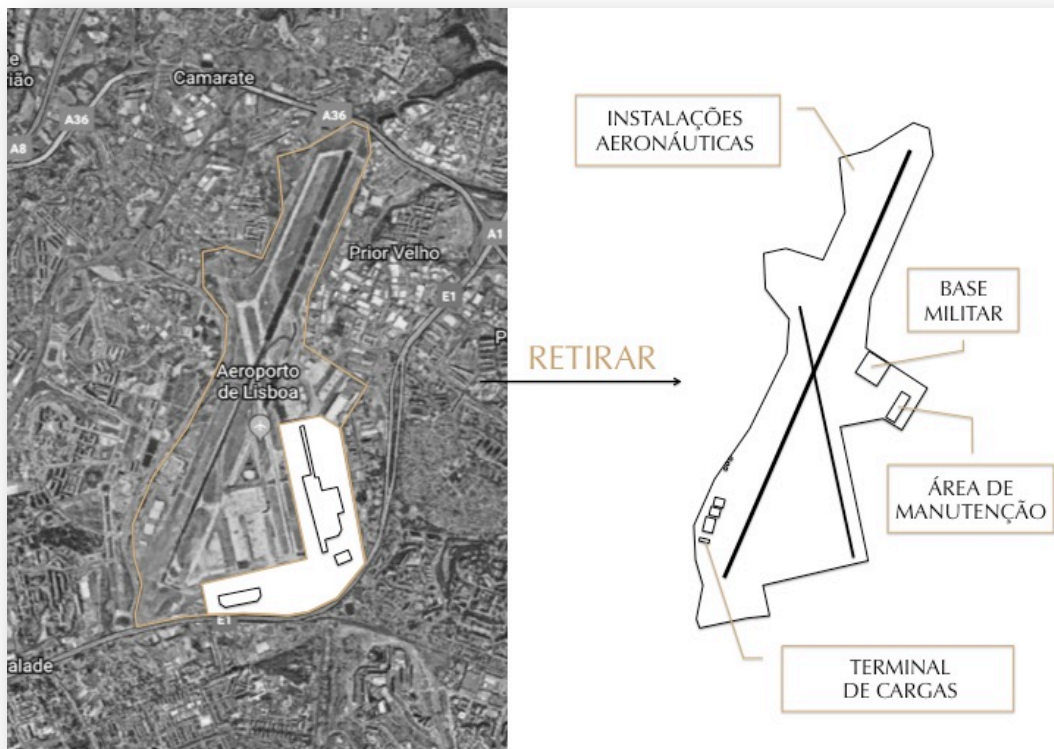 Camarate
A36
A36
A8
Prior Velho
A1
E1
Aeroporto
de Lisboa
E1
alade
RETIRAR
INSTALAÇÕES
AERONÁUTICAS
BASE
MILITAR
ÁREA DE
MANUTENÇÃO
TERMINAL
DE CARGAS